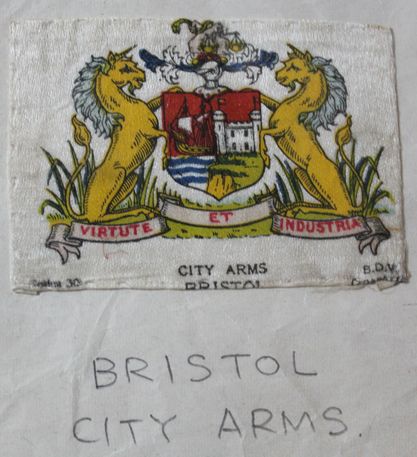 VIRTUTE ET INDUSTRIA
CITY ARMS
BRISTOL
B.D.V.
BRISTOL
CITY ARMS.